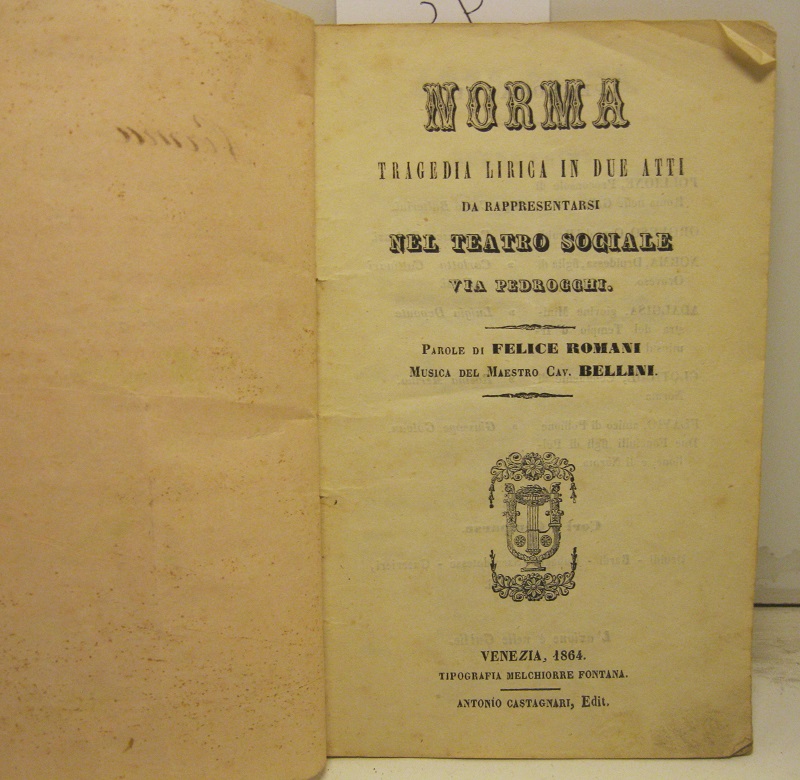 NORMA
TRAGEDIA LIRICA IN DUE ATTI
DA RAPPRESENTARSI
NEL TEATRO SOCIALE
VIA PEDROCCHI.
PAROLE DI FELICE ROMANI
MUSICA DEL MAESTRO CAV. BELLINI.
VENEZIA, 1864.
TIPOGRAFIA MELCHIORRE FONTANA.
ANTONIO CASTAGNARI, Edit.